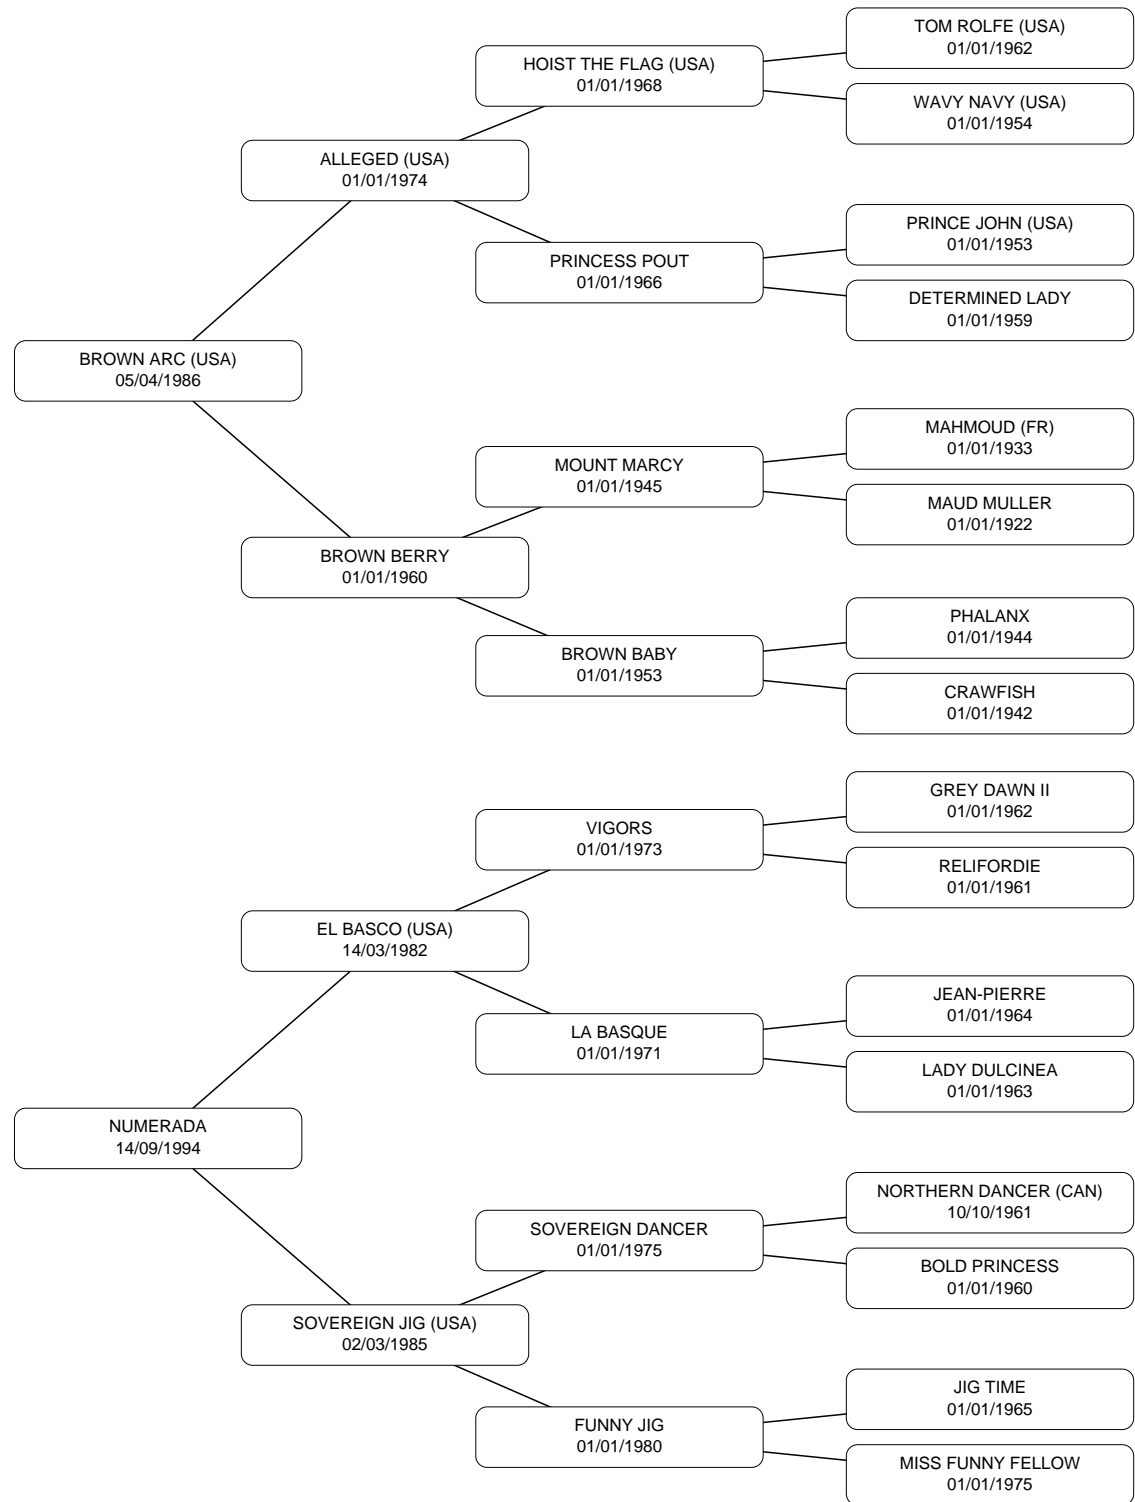 TOM ROLFE (USA)
01/01/1962
HOIST THE FLAG (USA)
01/01/1968
WAVY NAVY (USA)
01/01/1954
ALLEGED (USA)
01/01/1974
PRINCE JOHN (USA)
01/01/1953
PRINCESS POUT
01/01/1966
DETERMINED LADY
01/01/1959
BROWN ARC (USA)
05/04/1986
MAHMOUD (FR)
01/01/1933
MOUNT MARCY
01/01/1945
MAUD MULLER
01/01/1922
BROWN BERRY
01/01/1960
PHALANX
01/01/1944
BROWN BABY
01/01/1953
CRAWFISH
01/01/1942
GREY DAWN II
01/01/1962
VIGORS
01/01/1973
RELIFORDIE
01/01/1961
EL BASCO (USA)
14/03/1982
JEAN-PIERRE
01/01/1964
LA BASQUE
01/01/1971
LADY DULCINEA
01/01/1963
NUMERADA
14/09/1994
NORTHERN DANCER (CAN)
10/10/1961
SOVEREIGN DANCER
01/01/1975
BOLD PRINCESS
01/01/1960
SOVEREIGN JIG (USA)
02/03/1985
JIG TIME
01/01/1965
FUNNY JIG
01/01/1980
MISS FUNNY FELLOW
01/01/1975